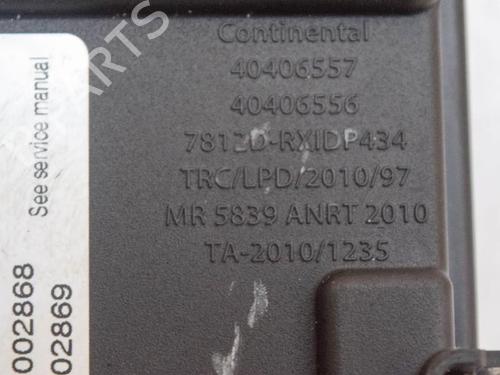 Continental
40406557
40406556
7812D-RXIDP434
TRC/LPD/2010/97
MR 5839 ANRT 2010
TA-2010/1235
See service manual
002868
02869
PARTS